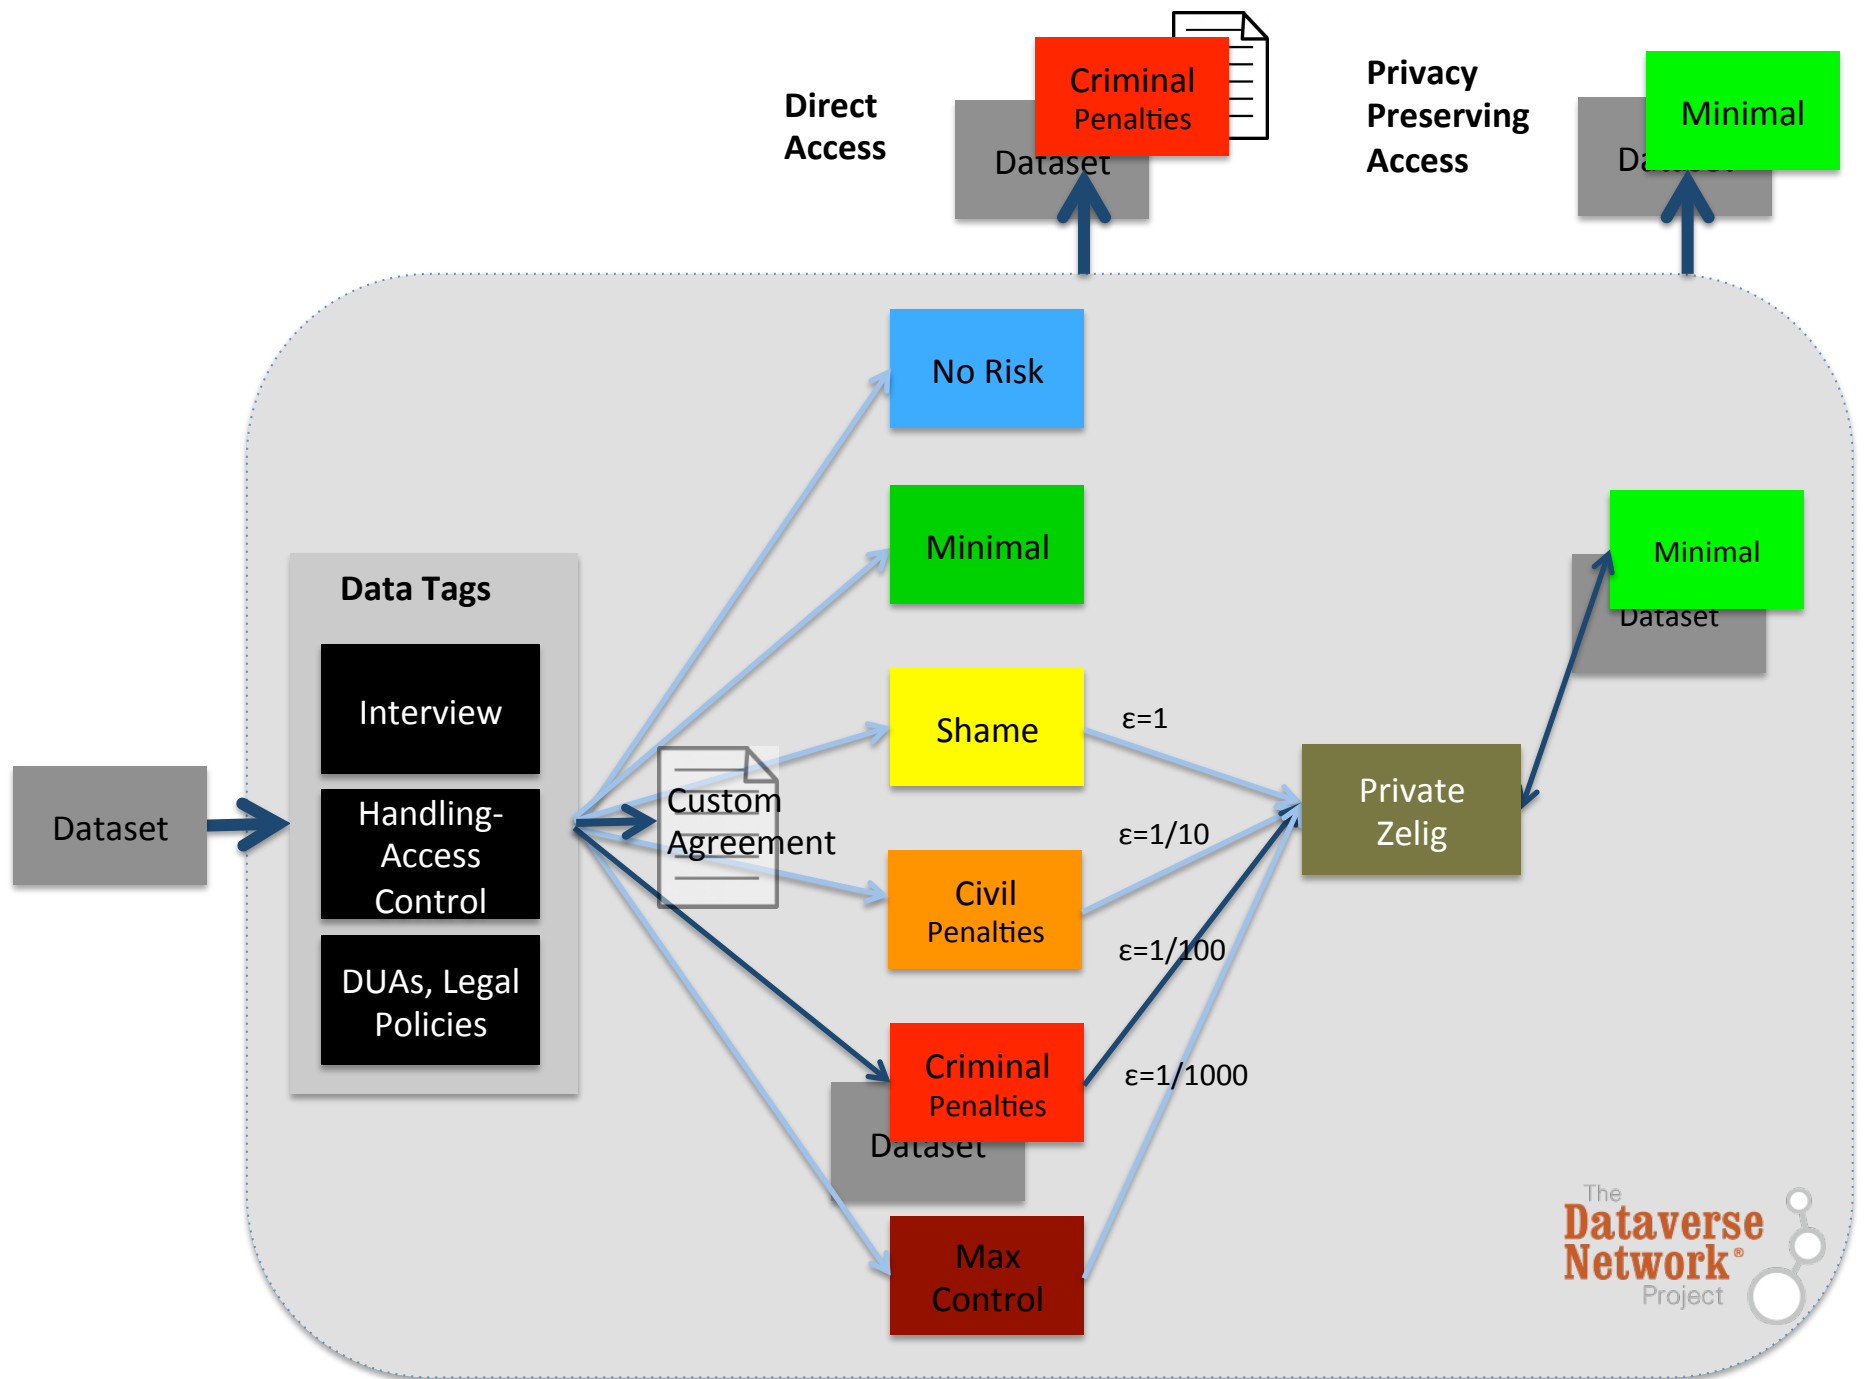 Direct
Access
Criminal
Penalties
Dataset
Privacy
Preserving
Access
Minimal
Dataset
No Risk
Minimal
Data Tags
Interview
Handling-
Access
Control
DUAs, Legal
Policies
Dataset
Custom
Agreement
Shame
Civil
Penalties
Criminal
Penalties
Dataset
Max
Control
ε=1
ε=1/10
ε=1/100
ε=1/1000
Private
Zelig
Minimal
Dataset
The
Dataverse
Network®
Project